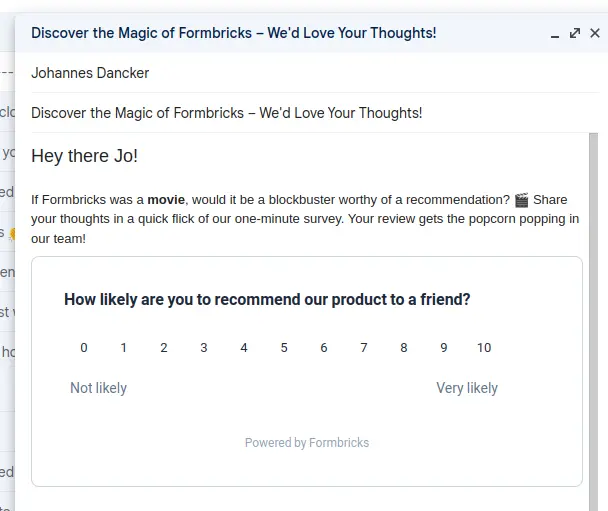 Discover the Magic of Formbricks – We'd Love Your Thoughts!
Johannes Dancker
Discover the Magic of Formbricks – We'd Love Your Thoughts!
Hey there Jo!
If Formbricks was a movie, would it be a blockbuster worthy of a recommendation? 🎬 Share
your thoughts in a quick flick of our one-minute survey. Your review gets the popcorn popping in
our team!
How likely are you to recommend our product to a friend?
0 1 2 3 4 5 6 7 8 9 10
Not likely Very likely
Powered by Formbricks